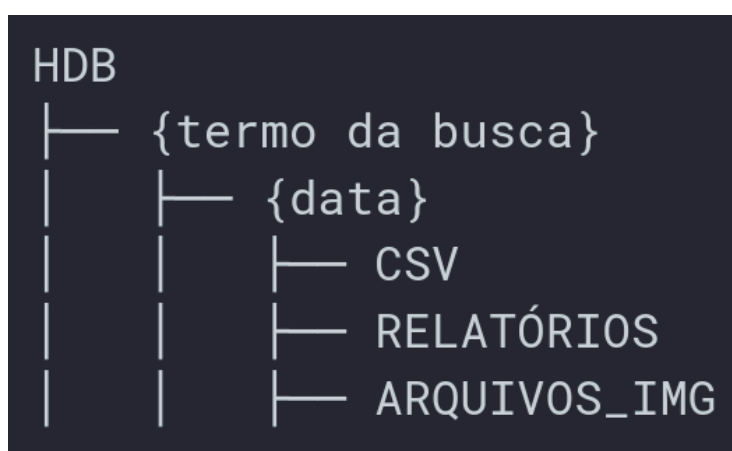 HDB
├── {termo da busca}
│   ├── {data}
│   │   ├── CSV
│   │   ├── RELATÓRIOS
│   │   ├── ARQUIVOS_IMG